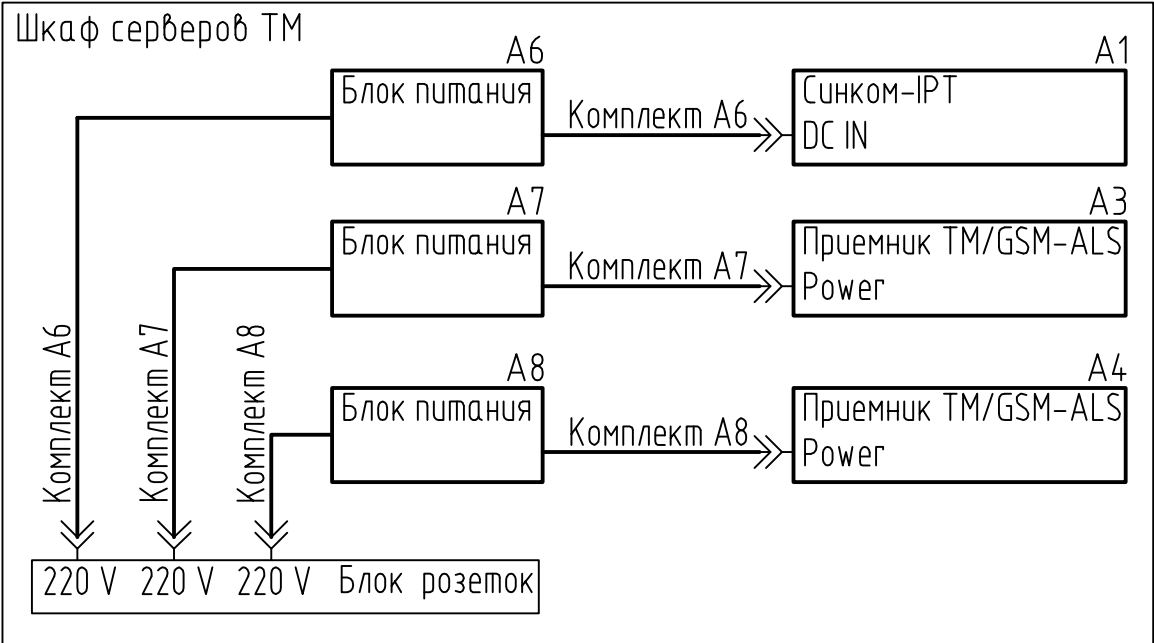 Шкаф серверов ТМ
А6
Блок питания
Комплект А6
А1
Синком-IPT
DC IN
А7
Блок питания
Комплект А7
А3
Приемник ТМ/GSM-ALS
Power
А8
Блок питания
Комплект А8
А4
Приемник ТМ/GSM-ALS
Power
Комплект А6
Комплект А7
Комплект А8
220 V 220 V 220 V Блок розеток